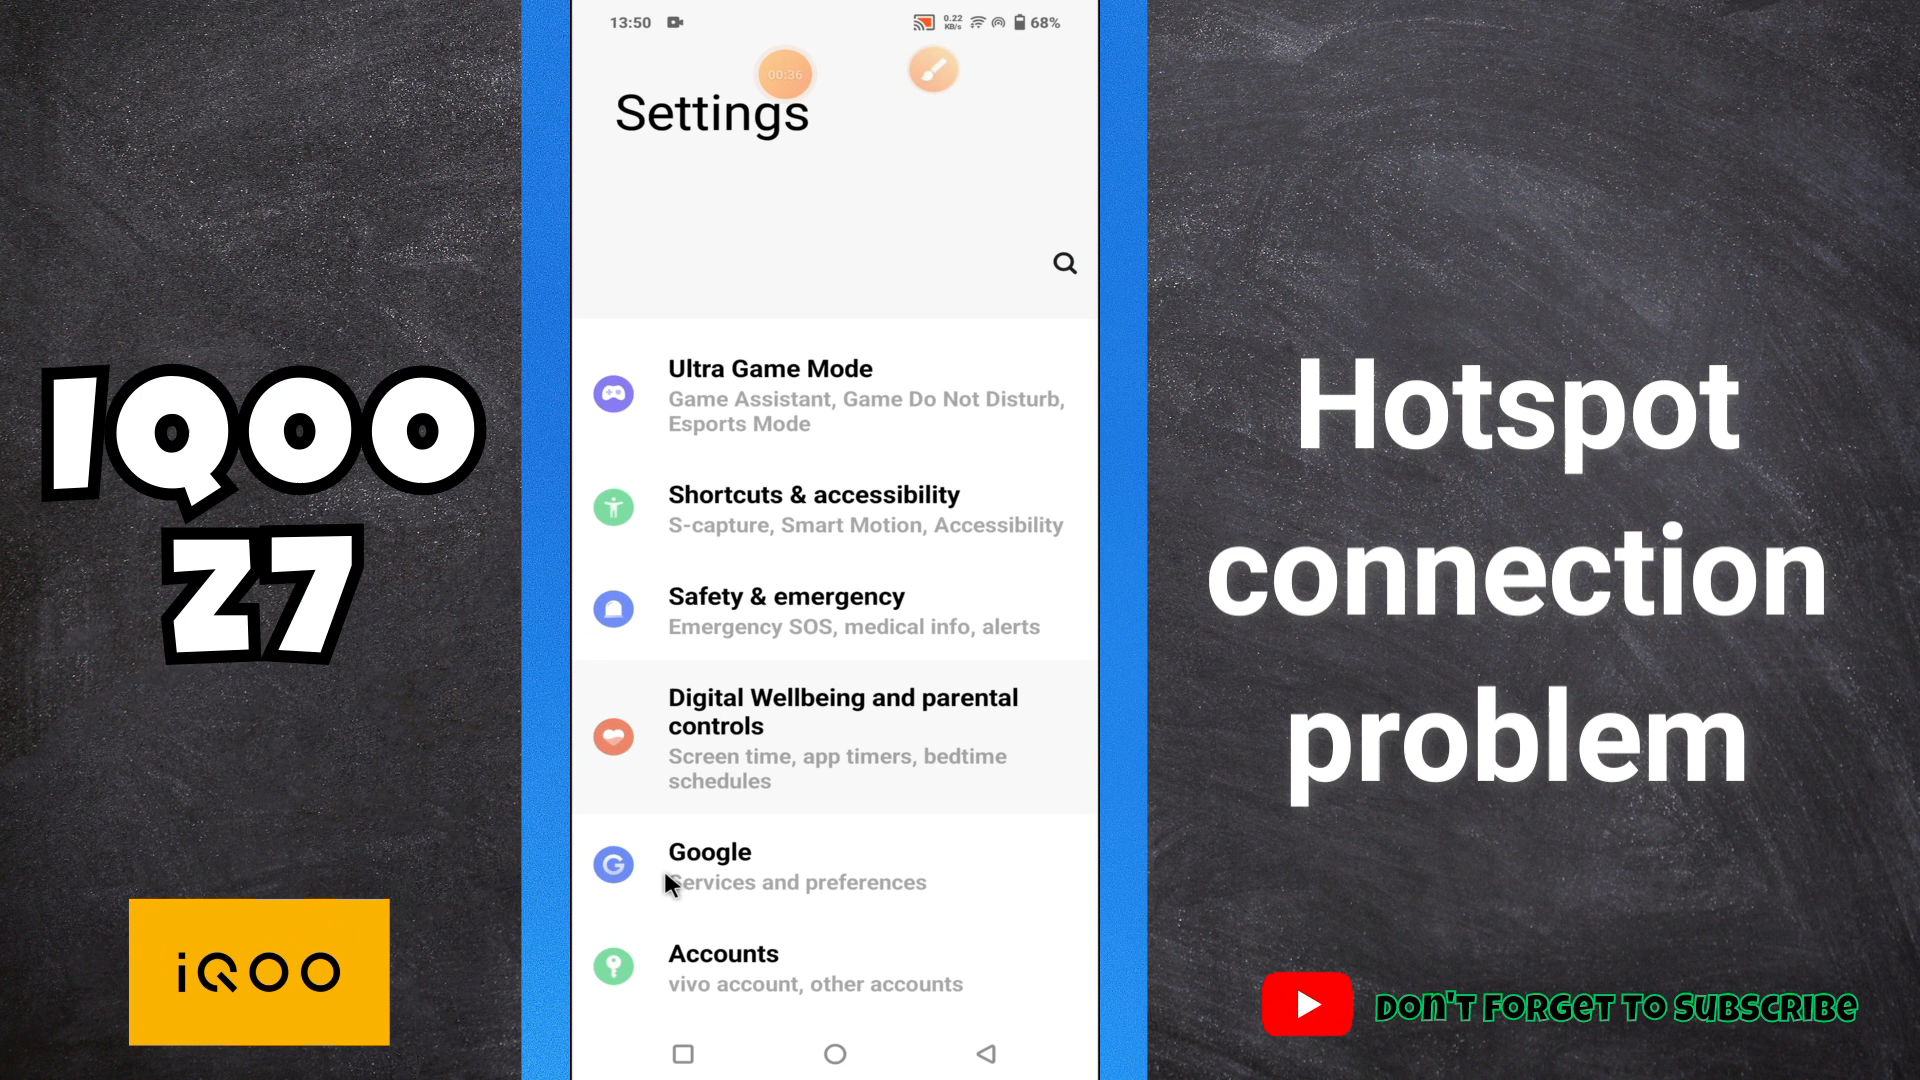 IQOO
Z7
iQOO
13:50
0.22
KB/s
68%
00:36
Settings
Ultra Game Mode
Game Assistant, Game Do Not Disturb,
Esports Mode
Shortcuts & accessibility
S-capture, Smart Motion, Accessibility
Safety & emergency
Emergency SOS, medical info, alerts
Digital Wellbeing and parental
controls
Screen time, app timers, bedtime
schedules
Google
Services and preferences
Accounts
vivo account, other accounts
Hotspot
connection
problem
DON'T FORGET TO SUBSCRIBE